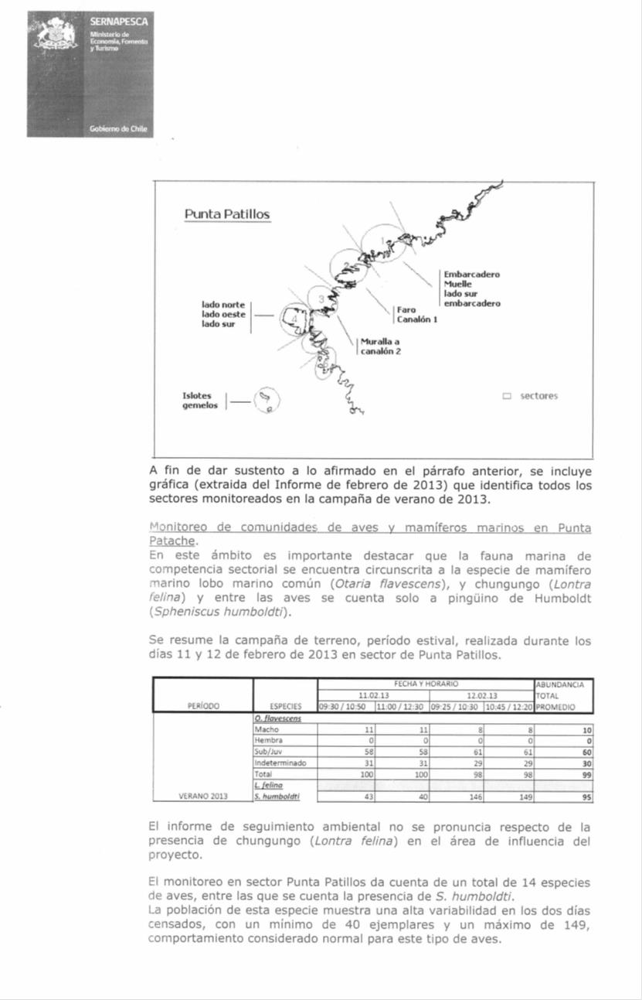 SERNAPESCA
Ministerio de
Economía, Fomento
y Turismo
Gobierno de Chile
Punta Patillos
1
2
3
4
Embarcadero
Muelle
lado sur
embarcadero
Faro
Canalón 1
lado norte
lado oeste
lado sur
Muralla a
canalón 2
Islotes
gemelos
sectores
A fin de dar sustento a lo afirmado en el párrafo anterior, se incluye
gráfica (extraida del Informe de febrero de 2013) que identifica todos los
sectores monitoreados en la campaña de verano de 2013.
Monitoreo de comunidades de aves y mamíferos marinos en Punta
Patache.
En este ámbito es importante destacar que la fauna marina de
competencia sectorial se encuentra circunscrita a la especie de mamífero
marino lobo marino común (Otaria flavescens), y chungungo (Lontra
felina) y entre las aves se cuenta solo a pingüino de Humboldt
(Spheniscus humboldti).
Se resume la campaña de terreno, período estival, realizada durante los
días 11 y 12 de febrero de 2013 en sector de Punta Patillos.
FECHA Y HORARIO ABUNDANCIA
11.02.13 12.02.13 TOTAL
PERÍODO ESPECIES 09:30 / 10:50 11:00 / 12:30 09:25 / 10:30 10:45 / 12:20 PROMEDIO
O. flavescens
Macho 11 11 8 8 10
Hembra 0 0 0 0 0
Sub/Juv 58 58 61 61 60
Indeterminado 31 31 29 29 30
Total 100 100 98 98 99
L. felina
VERANO 2013 S. humboldti 43 40 146 149 95
El informe de seguimiento ambiental no se pronuncia respecto de la
presencia de chungungo (Lontra felina) en el área de influencia del
proyecto.
El monitoreo en sector Punta Patillos da cuenta de un total de 14 especies
de aves, entre las que se cuenta la presencia de S. humboldti.
La población de esta especie muestra una alta variabilidad en los dos días
censados, con un mínimo de 40 ejemplares y un máximo de 149,
comportamiento considerado normal para este tipo de aves.